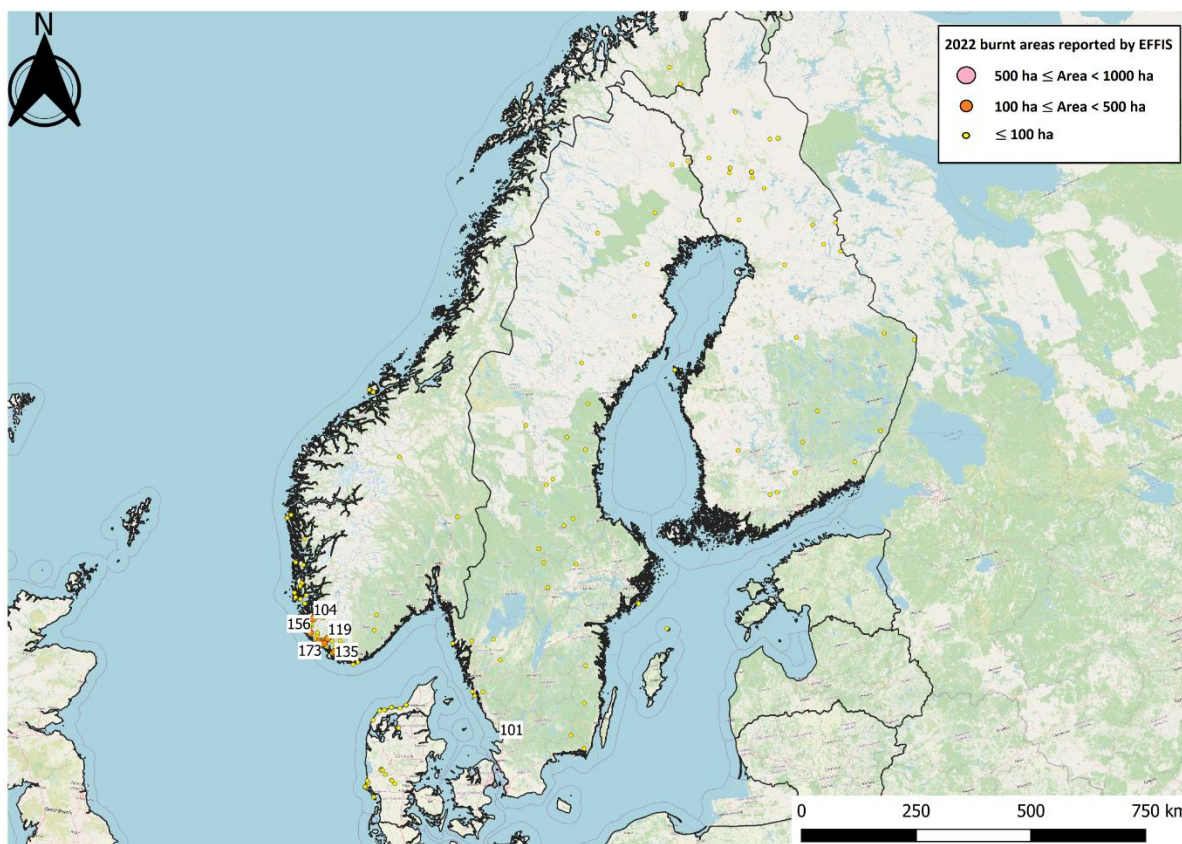 N
2022 burnt areas reported by EFFIS
500 ha ≤ Area < 1000 ha
100 ha ≤ Area < 500 ha
≤ 100 ha
104
156
119
173
135
101
0 250 500 750 km